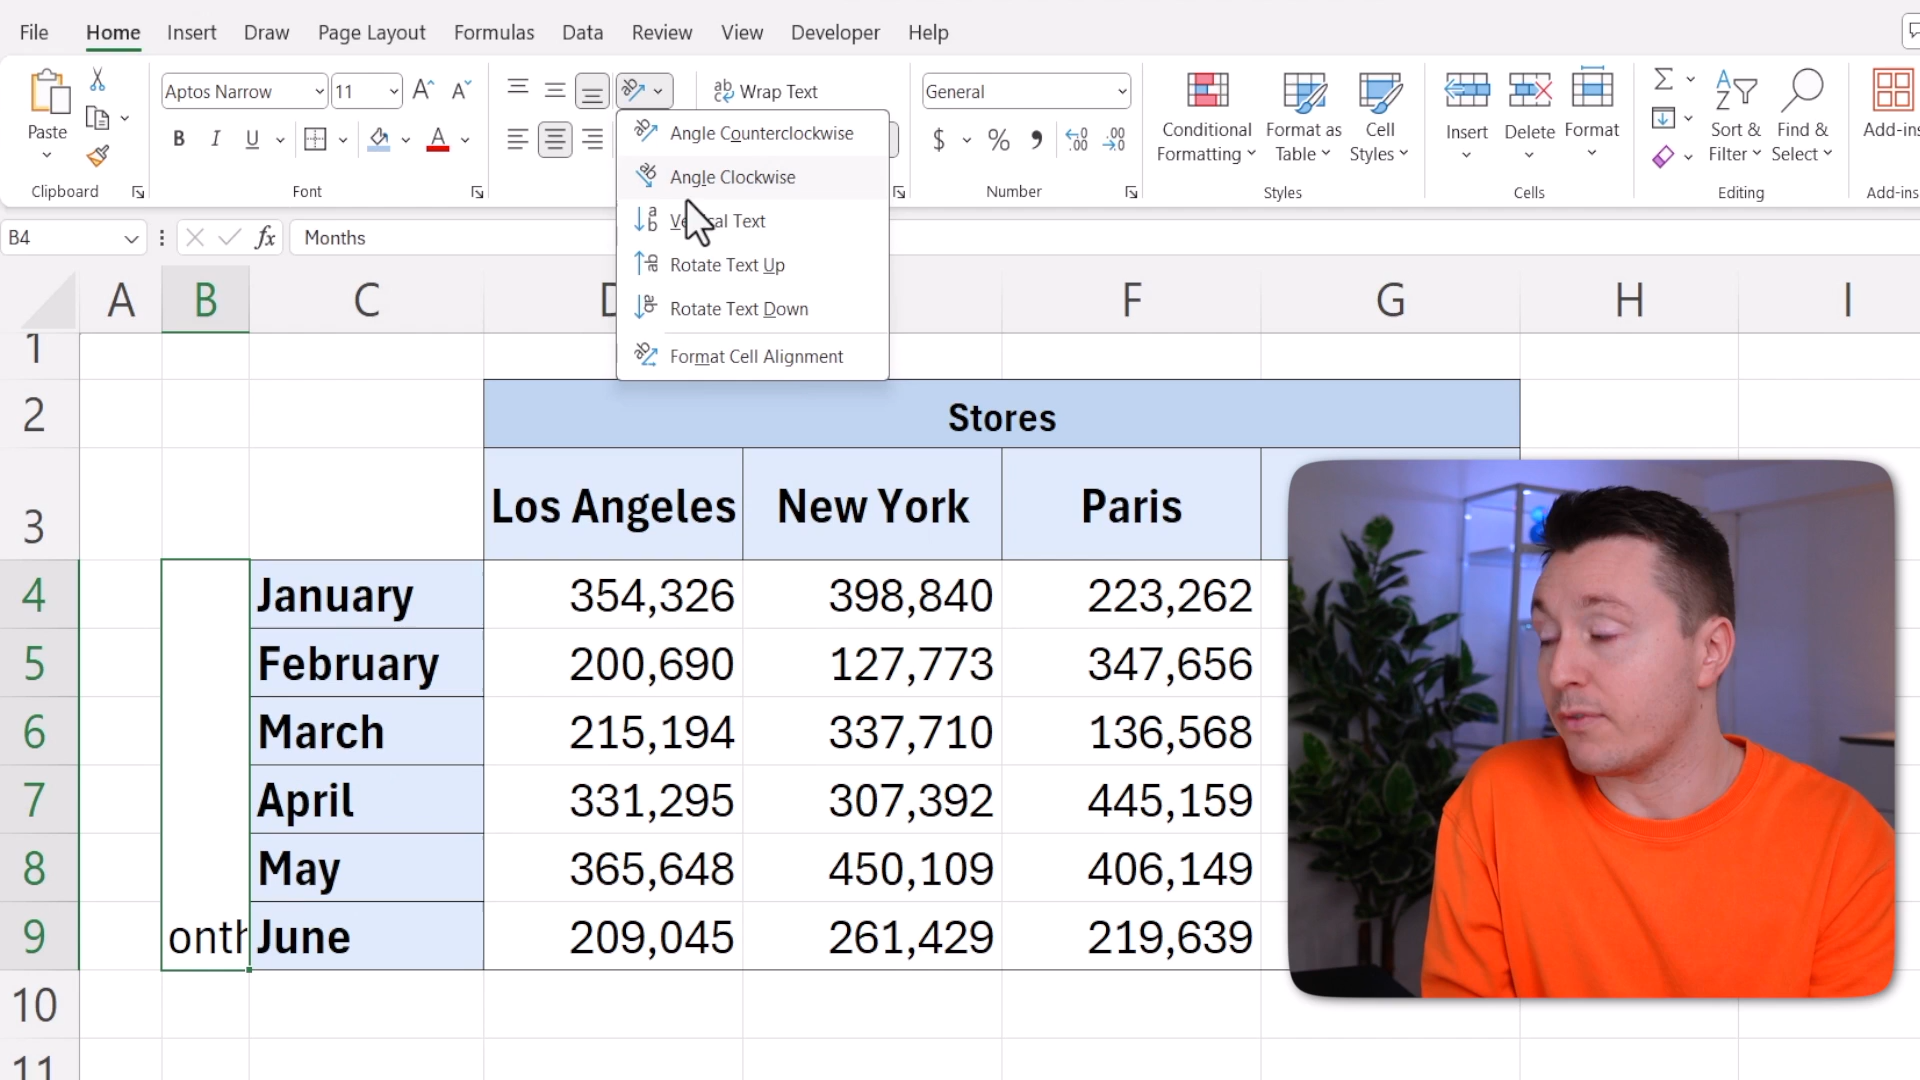 File Home Insert Draw Page Layout Formulas Data Review View Developer Help
Aptos Narrow 11 A^ Aˇ Wrap Text General
Paste B I U A $ % , .00
Angle Counterclockwise
Angle Clockwise
Text
Rotate Text Up
Rotate Text Down
Format Cell Alignment
Conditional Formatting
Format as Table
Cell Styles
Insert Delete Format
Sort & Filter
Find & Select
Add-ins
Clipboard Font Number Styles Cells Editing Add-ins
B4 fx Months
A B C F G H I
1
2 Stores
3 Los Angeles New York Paris
4 January 354,326 398,840 223,262
5 February 200,690 127,773 347,656
6 March 215,194 337,710 136,568
7 April 331,295 307,392 445,159
8 May 365,648 450,109 406,149
9 onth June 209,045 261,429 219,639
10
11